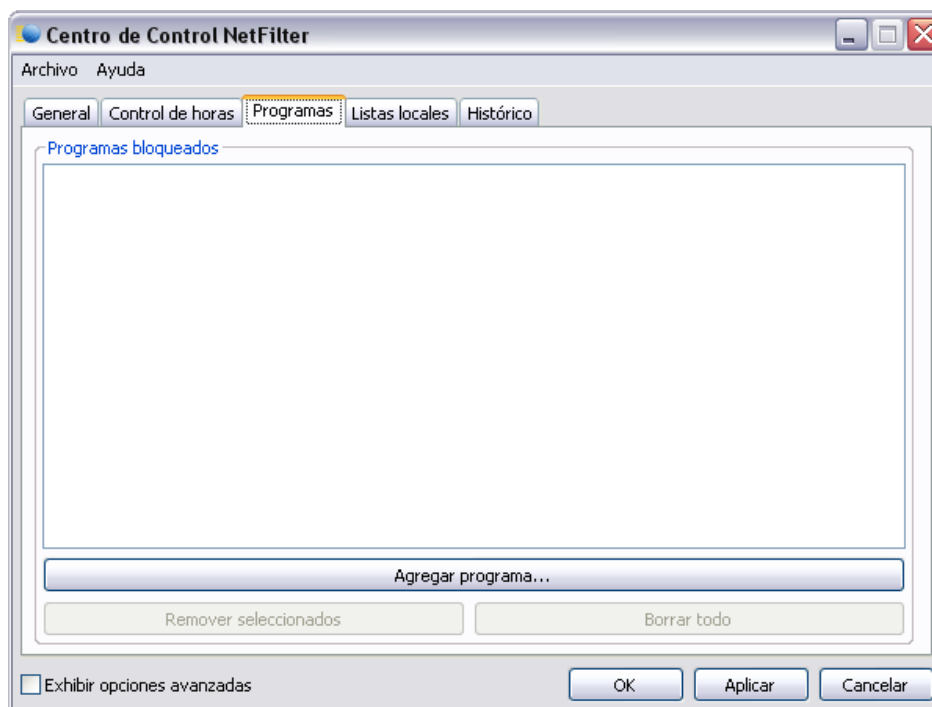 Centro de Control NetFilter
Archivo Ayuda
General Control de horas Programas Listas locales Histórico
Programas bloqueados
Agregar programa...
Remover seleccionados Borrar todo
Exhibir opciones avanzadas OK Aplicar Cancelar